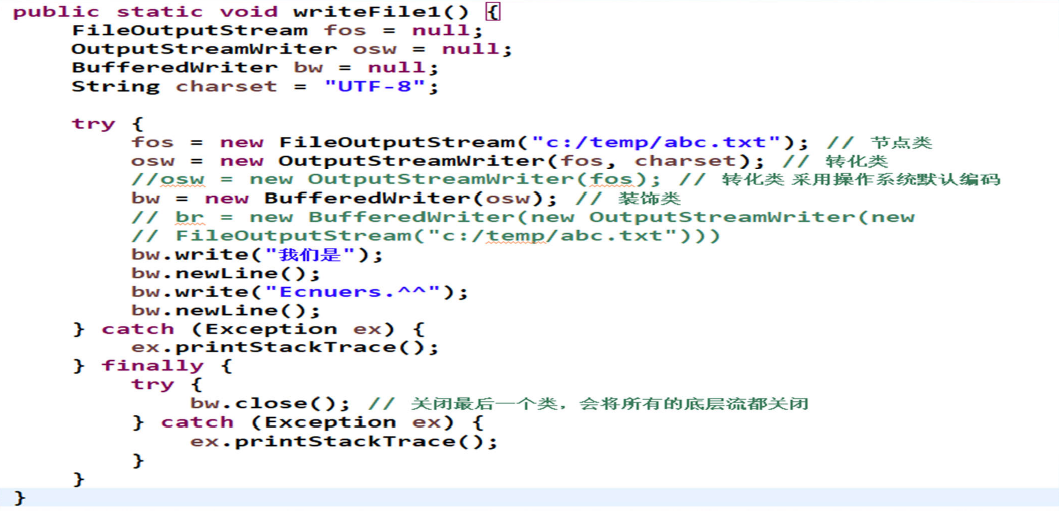 public static void writeFile1() {
    FileOutputStream fos = null;
    OutputStreamWriter osw = null;
    BufferedWriter bw = null;
    String charset = "UTF-8";

    try {
        fos = new FileOutputStream("c:/temp/abc.txt"); // 节点类
        osw = new OutputStreamWriter(fos, charset); // 转化类
        //osw = new OutputStreamWriter(fos); // 转化类 采用操作系统默认编码
        bw = new BufferedWriter(osw); // 装饰类
        // br = new BufferedWriter(new OutputStreamWriter(new
        // FileOutputStream("c:/temp/abc.txt")))
        bw.write("我们是");
        bw.newLine();
        bw.write("Ecnuers.^^");
        bw.newLine();
    } catch (Exception ex) {
        ex.printStackTrace();
    } finally {
        try {
            bw.close(); // 关闭最后一个类，会将所有的底层流都关闭
        } catch (Exception ex) {
            ex.printStackTrace();
        }
    }
}